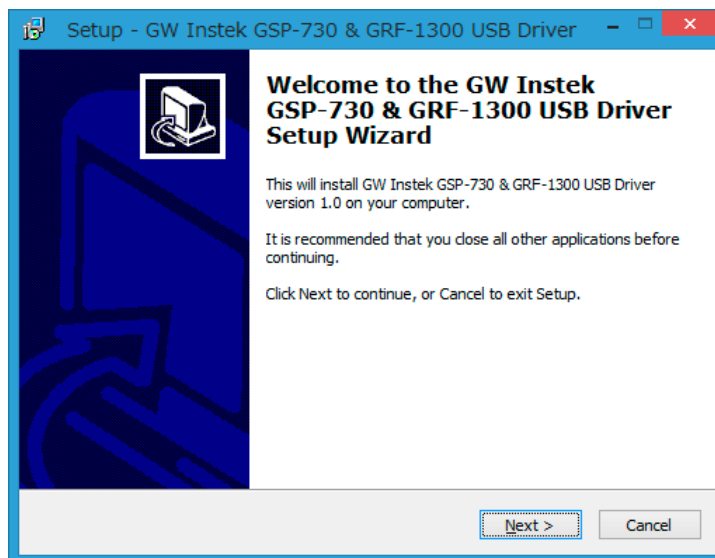 Setup - GW Instek GSP-730 & GRF-1300 USB Driver
Welcome to the GW Instek
GSP-730 & GRF-1300 USB Driver
Setup Wizard
This will install GW Instek GSP-730 & GRF-1300 USB Driver
version 1.0 on your computer.
It is recommended that you close all other applications before
continuing.
Click Next to continue, or Cancel to exit Setup.
Next >
Cancel